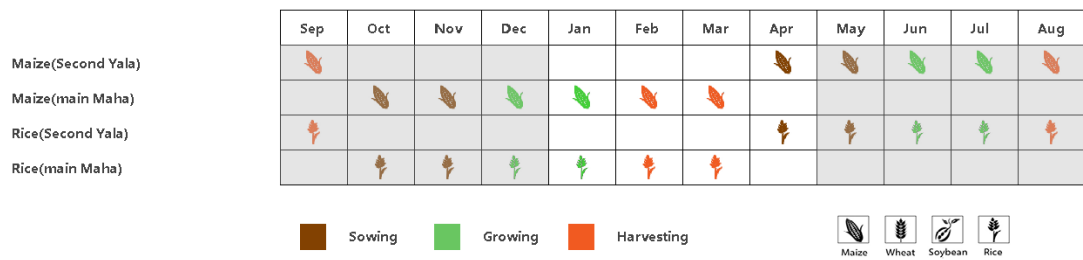 Sep Oct Nov Dec Jan Feb Mar Apr May Jun Jul Aug
Maize(Second Yala)
Maize(main Maha)
Rice(Second Yala)
Rice(main Maha)
Sowing Growing Harvesting
Maize Wheat Soybean Rice